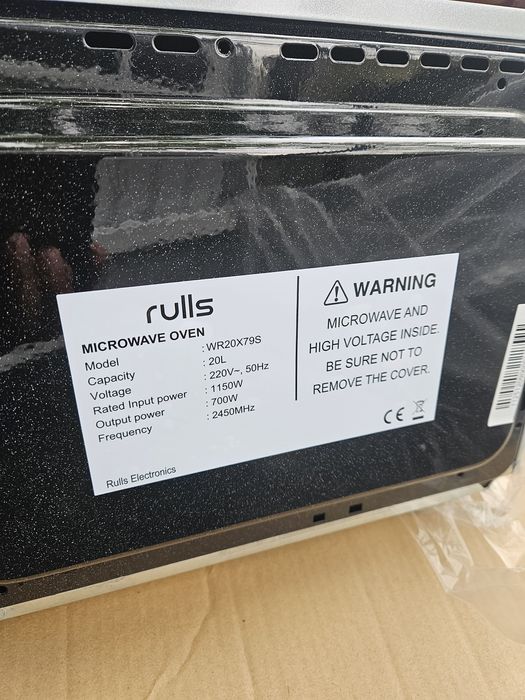 rulls
MICROWAVE OVEN
Model : WR20X79S
Capacity : 20L
Voltage : 220V~, 50Hz
Rated Input power : 1150W
Output power : 700W
Frequency : 2450MHz
Rulls Electronics
WARNING
MICROWAVE AND
HIGH VOLTAGE INSIDE.
BE SURE NOT TO
REMOVE THE COVER.
CE